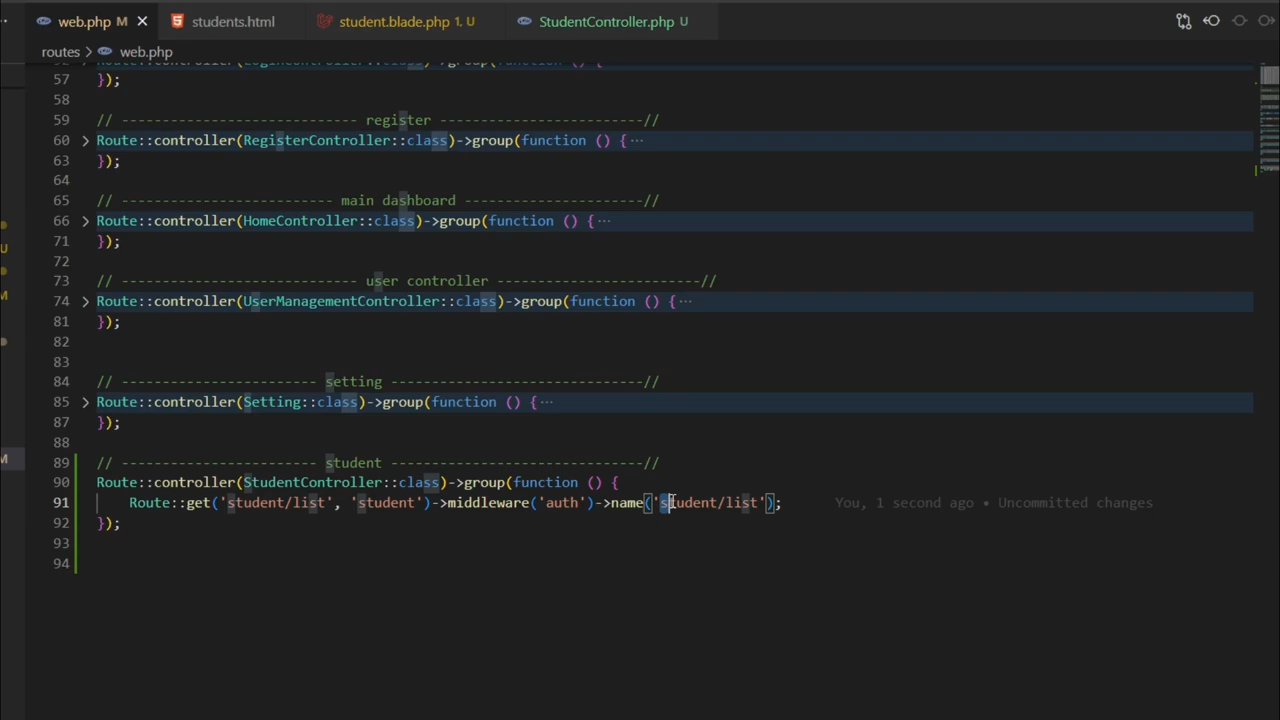 web.php M
students.html
student.blade.php 1, U
StudentController.php U
routes > web.php
57 });
58
59 // -------------------------- register -------------------------//
60 Route::controller(RegisterController::class)->group(function () {···
63 });
64
65 // -------------------------- main dashboard ----------------------//
66 Route::controller(HomeController::class)->group(function () {···
71 });
72
73 // ----------------------------- user controller -------------------------//
74 Route::controller(UserManagementController::class)->group(function () {···
81 });
82
83
84 // ------------------------ setting -------------------------------//
85 Route::controller(Setting::class)->group(function () {···
87 });
88
89 // ------------------------ student -------------------------------//
90 Route::controller(StudentController::class)->group(function () {
91 Route::get('student/list', 'student')->middleware('auth')->name('student/list'); You, 1 second ago • Uncommitted changes
92 });
93
94